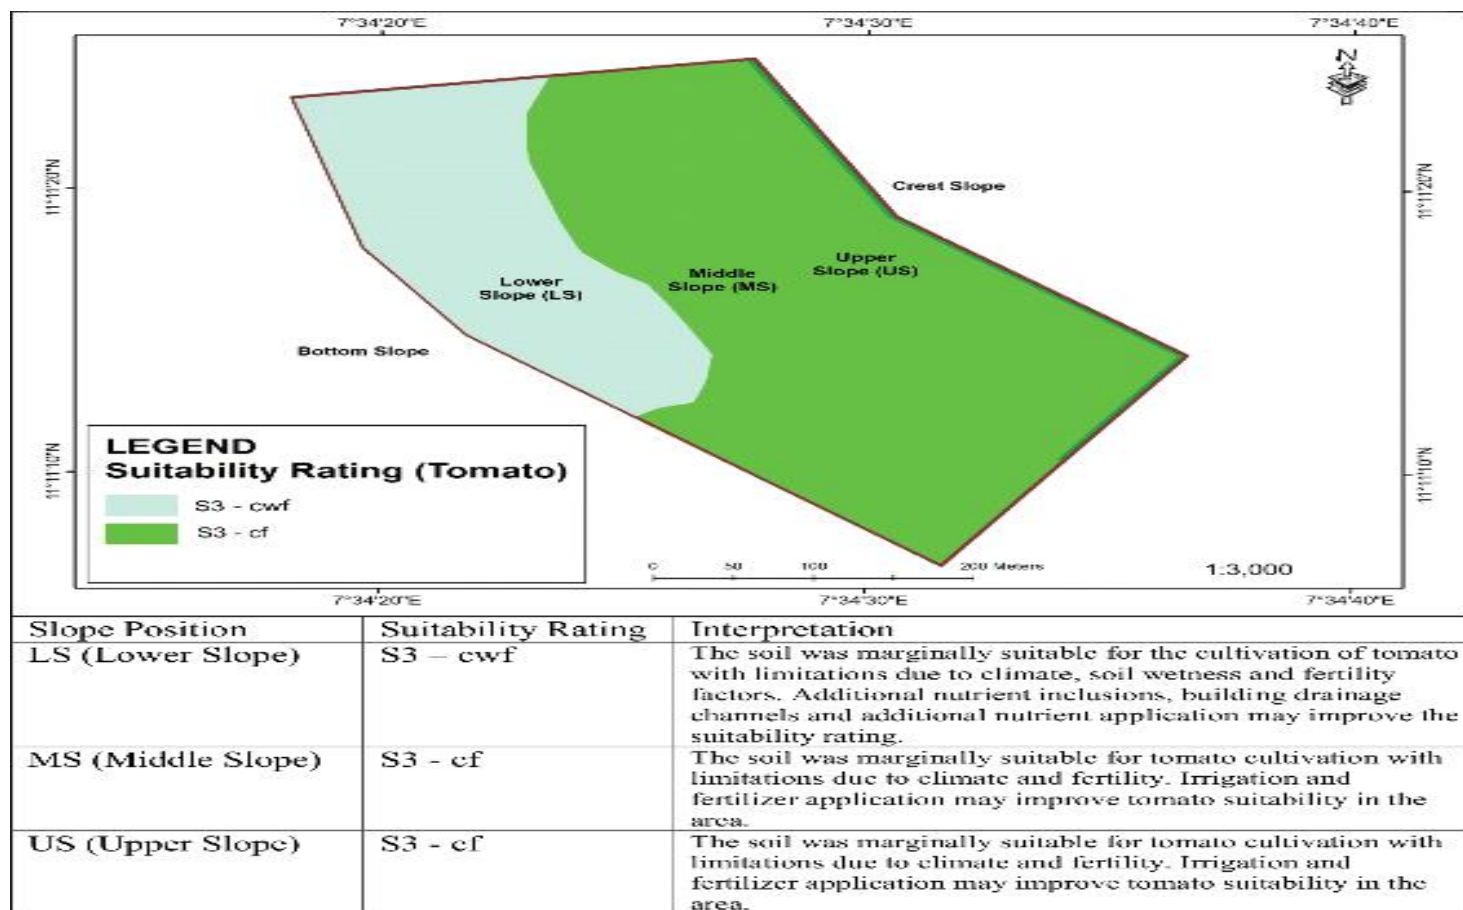 7°34'20"E 7°34'30"E 7°34'40"E
N
11°11'20"N 11°11'20"N
Crest Slope
Upper
Slope (US)
Middle
Slope (MS)
Lower
Slope (LS)
Bottom Slope
LEGEND
Suitability Rating (Tomato)
S3 - cwf
S3 - cf
11°11'10"N 11°11'10"N
0 50 100 200 Meters
1:3,000
7°34'20"E 7°34'30"E 7°34'40"E
Slope Position Suitability Rating Interpretation
LS (Lower Slope) S3 – cwf The soil was marginally suitable for the cultivation of tomato
with limitations due to climate, soil wetness and fertility
factors. Additional nutrient inclusions, building drainage
channels and additional nutrient application may improve the
suitability rating.
MS (Middle Slope) S3 - cf The soil was marginally suitable for tomato cultivation with
limitations due to climate and fertility. Irrigation and
fertilizer application may improve tomato suitability in the
area.
US (Upper Slope) S3 - cf The soil was marginally suitable for tomato cultivation with
limitations due to climate and fertility. Irrigation and
fertilizer application may improve tomato suitability in the
area.